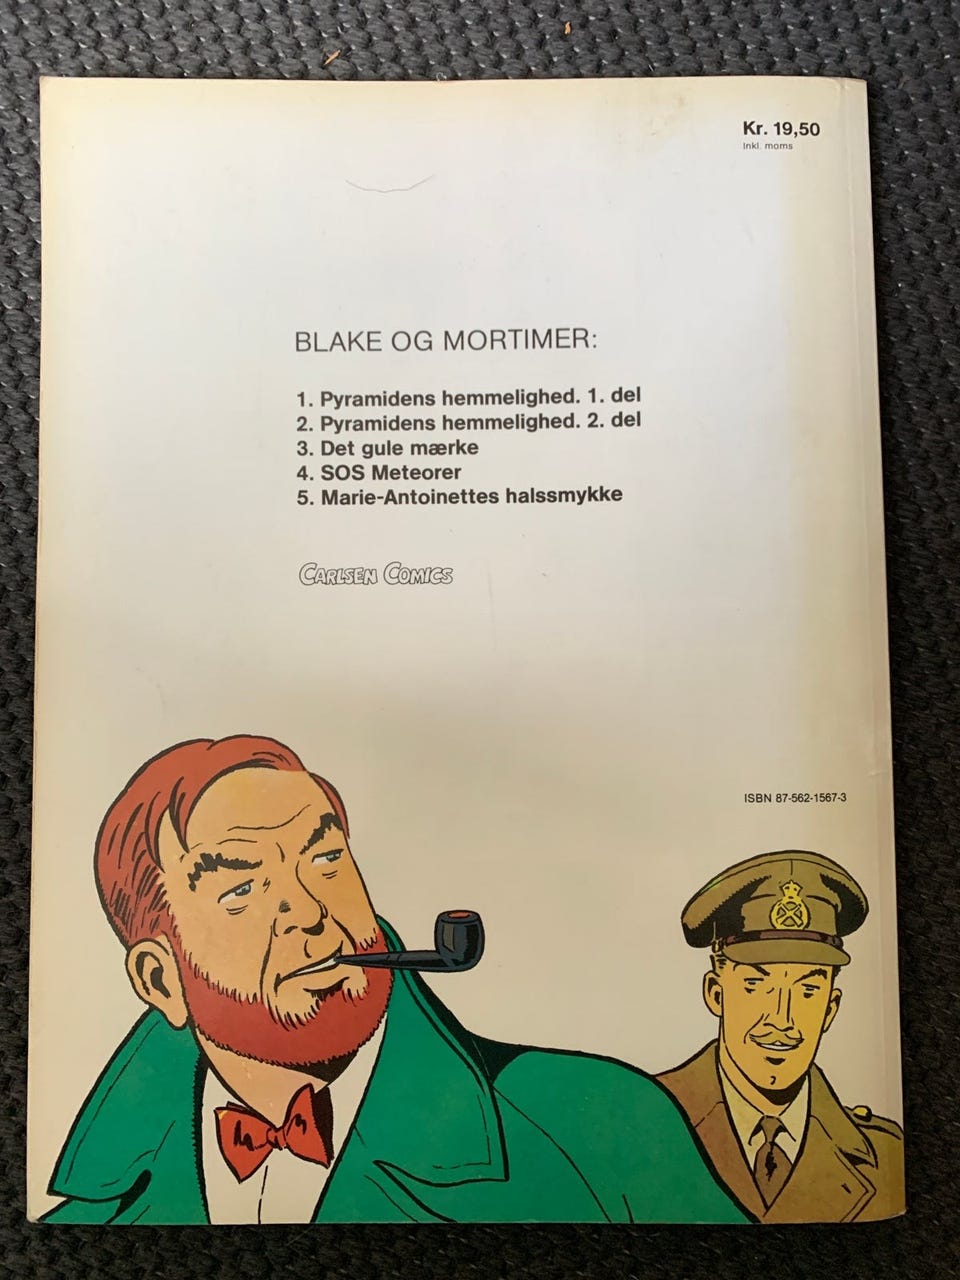 Kr. 19,50
Inkl. moms
BLAKE OG MORTIMER:
1. Pyramidens hemmelighed. 1. del
2. Pyramidens hemmelighed. 2. del
3. Det gule mærke
4. SOS Meteorer
5. Marie-Antoinettes halssmykke
CARLSEN COMICS
ISBN 87-562-1567-3